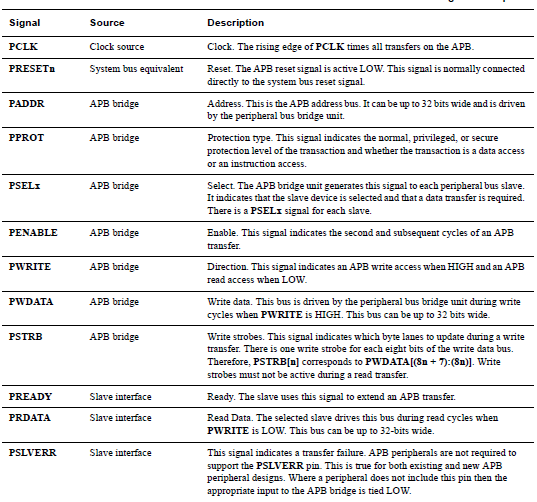 Signal Source Description
PCLK Clock source Clock. The rising edge of PCLK times all transfers on the APB.
PRESETn System bus equivalent Reset. The APB reset signal is active LOW. This signal is normally connected
directly to the system bus reset signal.
PADDR APB bridge Address. This is the APB address bus. It can be up to 32 bits wide and is driven
by the peripheral bus bridge unit.
PPROT APB bridge Protection type. This signal indicates the normal, privileged, or secure
protection level of the transaction and whether the transaction is a data access
or an instruction access.
PSELx APB bridge Select. The APB bridge unit generates this signal to each peripheral bus slave.
It indicates that the slave device is selected and that a data transfer is required.
There is a PSELx signal for each slave.
PENABLE APB bridge Enable. This signal indicates the second and subsequent cycles of an APB
transfer.
PWRITE APB bridge Direction. This signal indicates an APB write access when HIGH and an APB
read access when LOW.
PWDATA APB bridge Write data. This bus is driven by the peripheral bus bridge unit during write
cycles when PWRITE is HIGH. This bus can be up to 32 bits wide.
PSTRB APB bridge Write strobes. This signal indicates which byte lanes to update during a write
transfer. There is one write strobe for each eight bits of the write data bus.
Therefore, PSTRB[n] corresponds to PWDATA[(8n + 7):(8n)]. Write
strobes must not be active during a read transfer.
PREADY Slave interface Ready. The slave uses this signal to extend an APB transfer.
PRDATA Slave interface Read Data. The selected slave drives this bus during read cycles when
PWRITE is LOW. This bus can be up to 32-bits wide.
PSLVERR Slave interface This signal indicates a transfer failure. APB peripherals are not required to
support the PSLVERR pin. This is true for both existing and new APB
peripheral designs. Where a peripheral does not include this pin then the
appropriate input to the APB bridge is tied LOW.